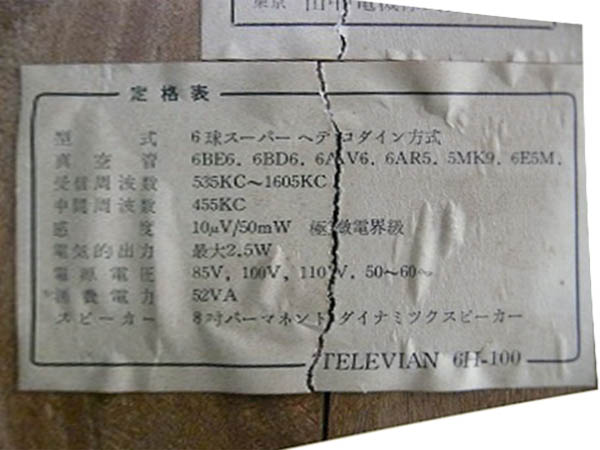 東京
定格表
型式 6球スーパーヘテロダイン方式
真空管 6BE6. 6BD6. 6AV6. 6AR5. 5MK9. 6E5M.
受信周波数 535KC〜1605KC
中間周波数 455KC
感度 10μV/50mW 極微電界級
電気的出力 最大2.5W
電源電圧 85V. 100V. 110V. 50〜60〜
消費電力 52VA
スピーカー 8吋パーマネントダイナミツクスピーカー
TELEVIAN 6H-100